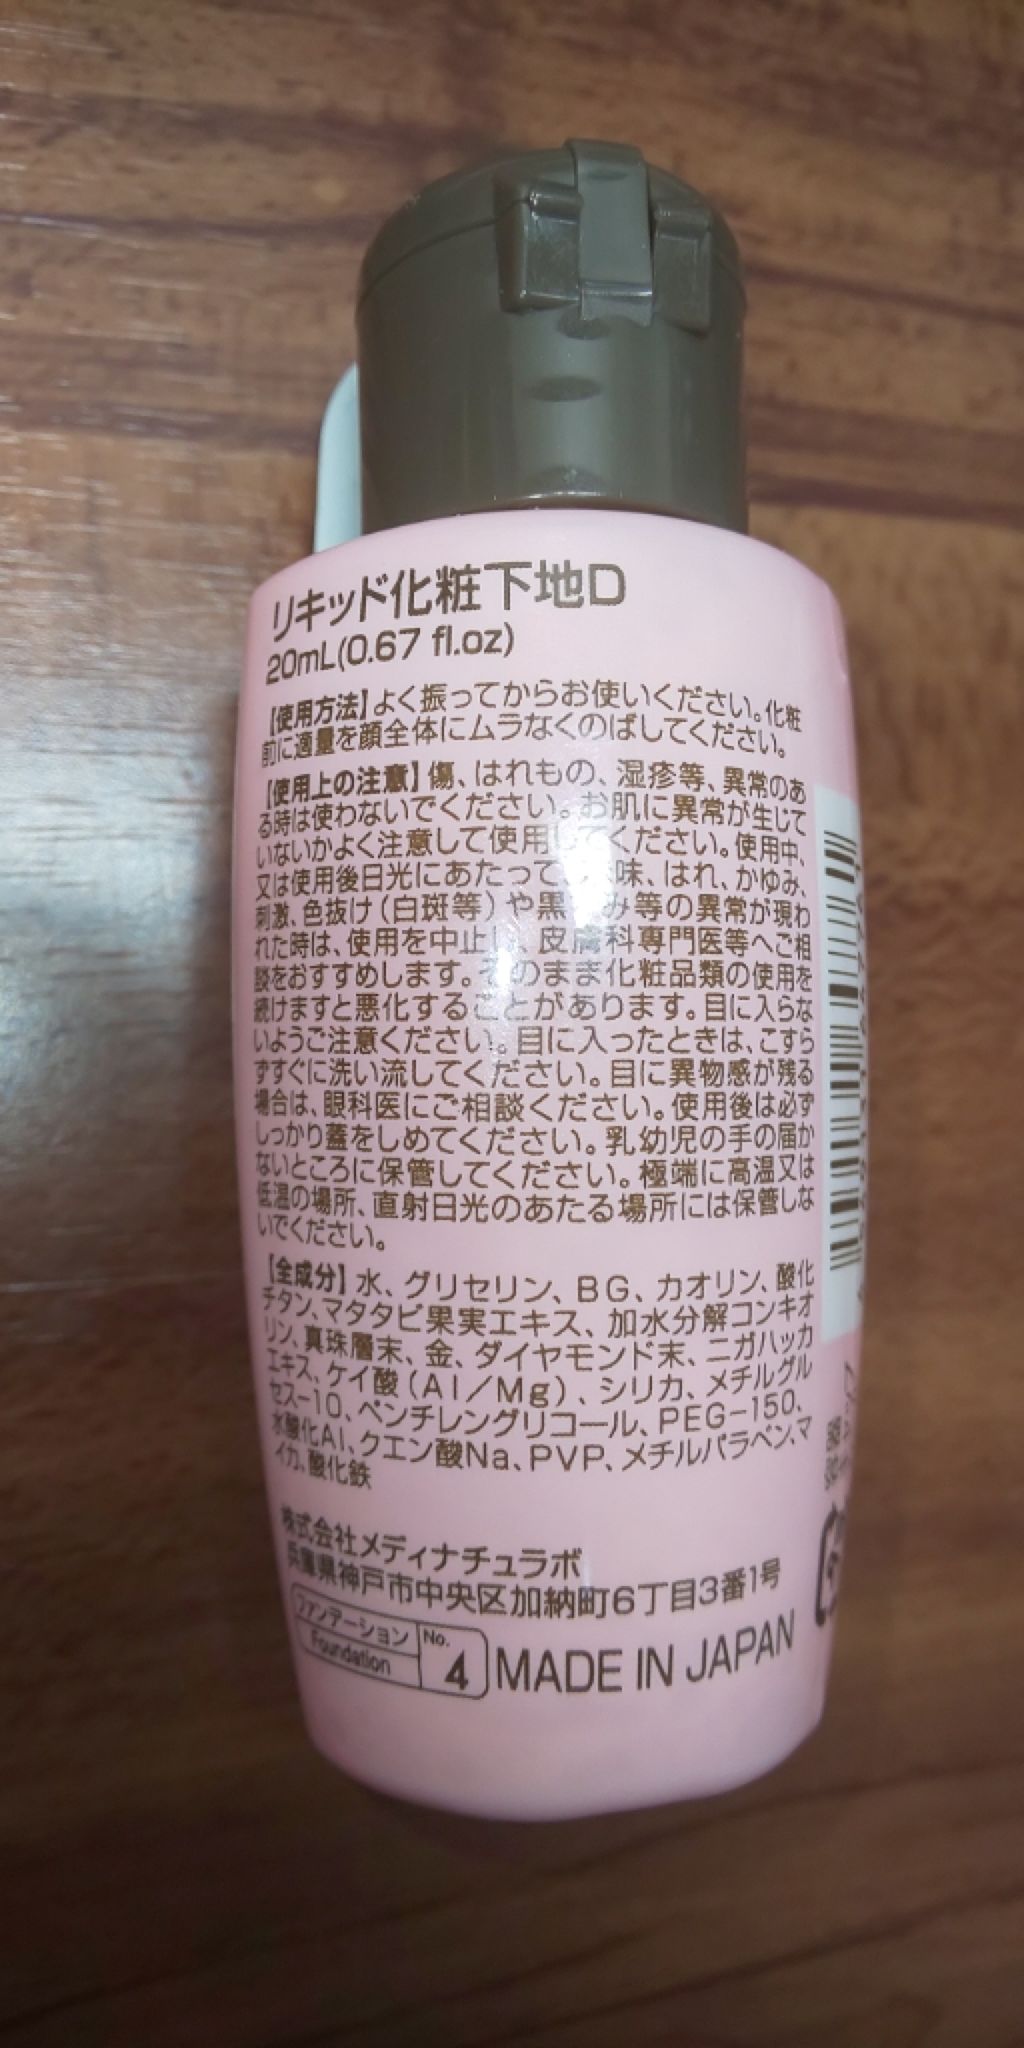 リキッド化粧下地D
20mL(0.67 fl.oz)
【使用方法】よく振ってからお使いください。化粧
前に適量を顔全体にムラなくのばしてください。
【使用上の注意】傷、はれもの、湿疹等、異常のあ
る時は使わないでください。お肌に異常が生じて
いないかよく注意して使用してください。使用中、
又は使用後日光にあたって 味、はれ、かゆみ、
刺激、色抜け(白斑等)や黒 み等の異常が現わ
れた時は、使用を中止し、皮膚科専門医等へご相
談をおすすめします。そのまま化粧品類の使用を
続けますと悪化することがあります。目に入らな
いようご注意ください。目に入ったときは、こすら
ずすぐに洗い流してください。目に異物感が残る
場合は、眼科医にご相談ください。使用後は必ず
しっかり蓋をしめてください。乳幼児の手の届か
ないところに保管してください。極端に高温又は
低温の場所、直射日光のあたる場所には保管しな
いでください。
【全成分】水、グリセリン、BG、カオリン、酸化
チタン、マタタビ果実エキス、加水分解コンキオ
リン、真珠層末、金、ダイヤモンド末、ニガハッカ
エキス、ケイ酸(Al/Mg)、シリカ、メチルグル
セス-10、ペンチレングリコール、PEG-150、
水酸化Al、クエン酸Na、PVP、メチルパラベン、マ
イカ、酸化鉄
株式会社メディナチュラボ
兵庫県神戸市中央区加納町6丁目3番1号
ファンデーション
Foundation
No.
4
MADE IN JAPAN